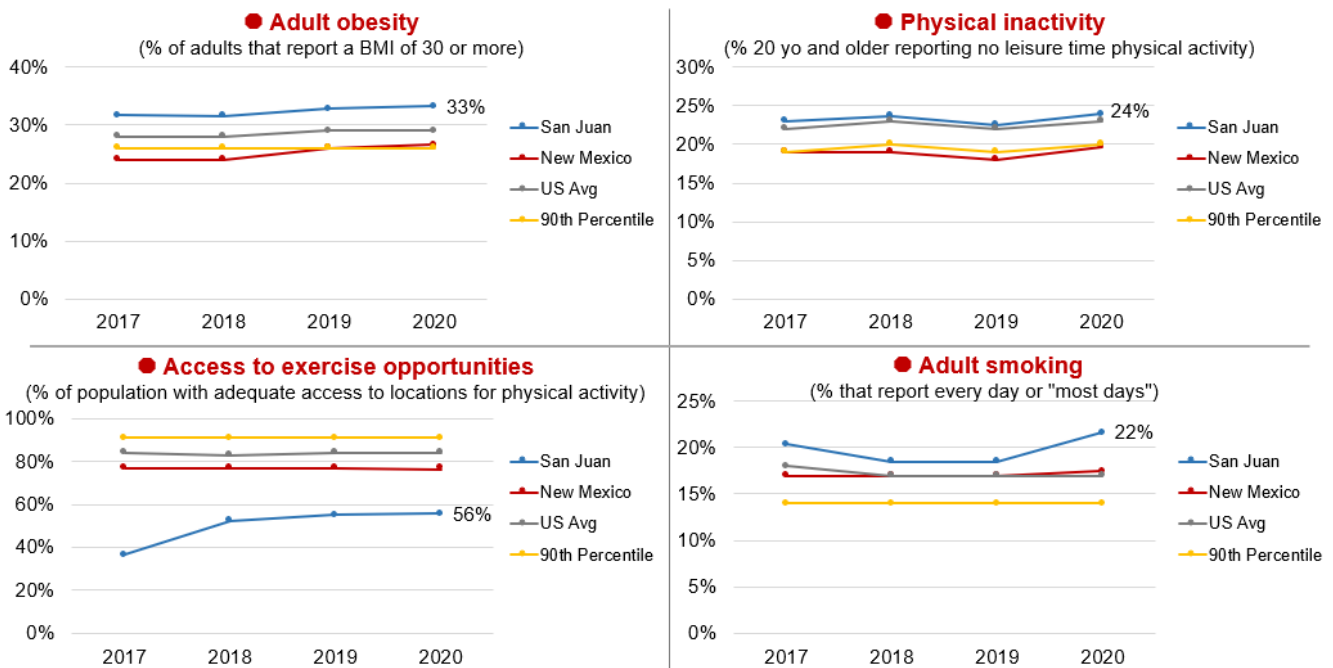 Adult obesity
(% of adults that report a BMI of 30 or more)
40%
30%
20%
10%
0%
33%
2017 2018 2019 2020
San Juan
New Mexico
US Avg
90th Percentile
Physical inactivity
(% 20 yo and older reporting no leisure time physical activity)
30%
25%
20%
15%
10%
5%
0%
24%
2017 2018 2019 2020
San Juan
New Mexico
US Avg
90th Percentile
Access to exercise opportunities
(% of population with adequate access to locations for physical activity)
100%
80%
60%
40%
20%
0%
56%
2017 2018 2019 2020
San Juan
New Mexico
US Avg
90th Percentile
Adult smoking
(% that report every day or "most days")
25%
20%
15%
10%
5%
0%
22%
2017 2018 2019 2020
San Juan
New Mexico
US Avg
90th Percentile